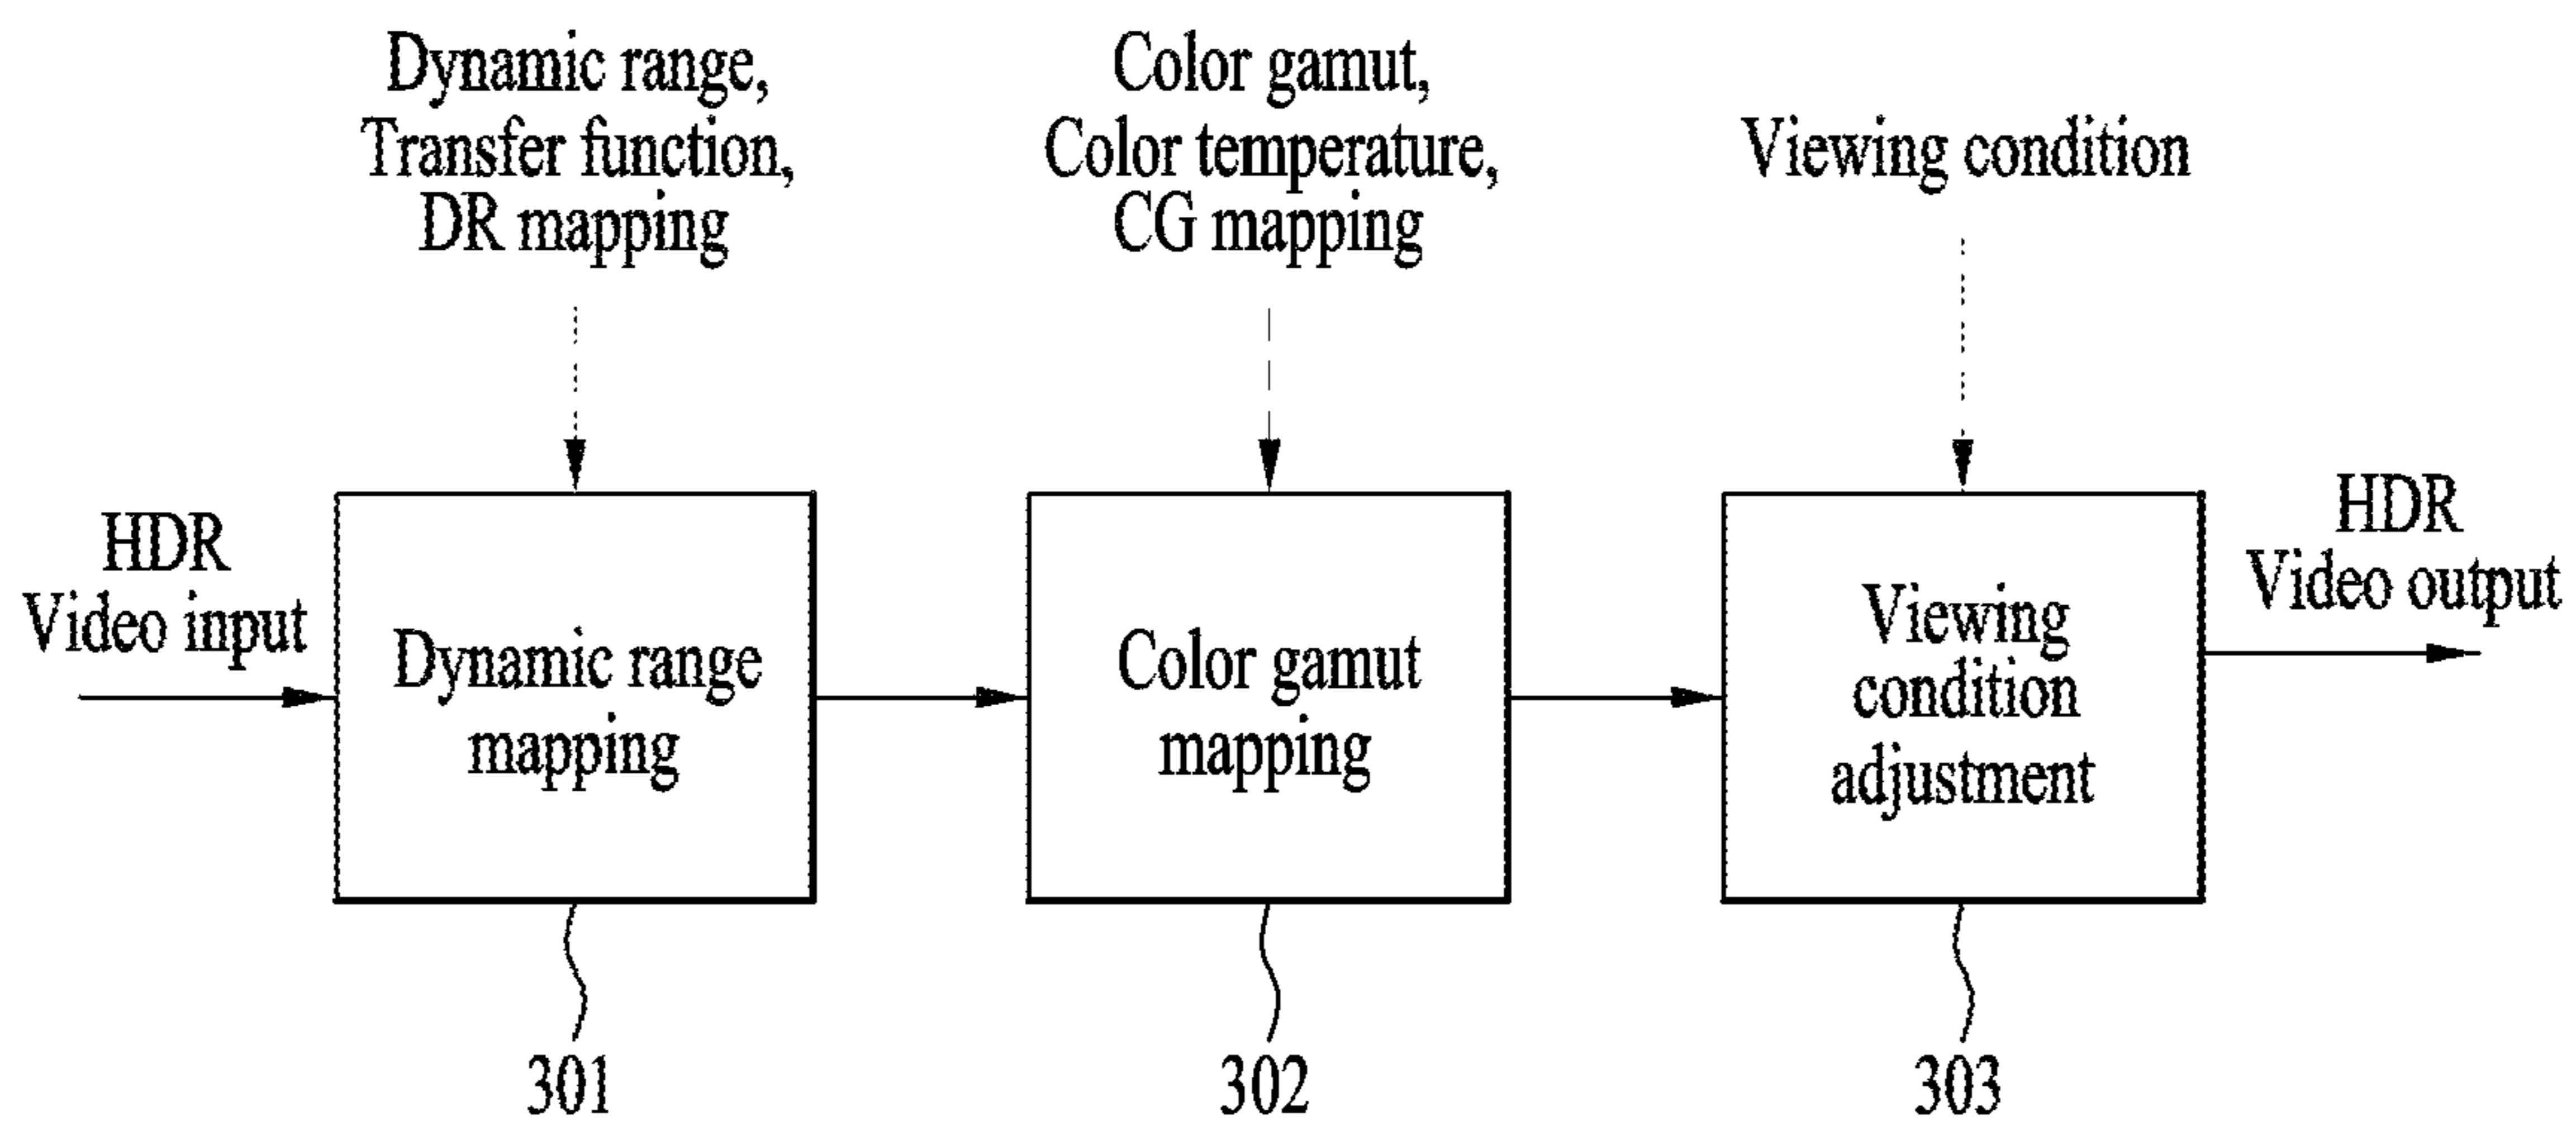 Dynamic range,
Transfer function,
DR mapping
Color gamut,
Color temperature,
CG mapping
Viewing condition
HDR
Video input
Dynamic range
mapping
Color gamut
mapping
Viewing
condition
adjustment
HDR
Video output
301
302
303